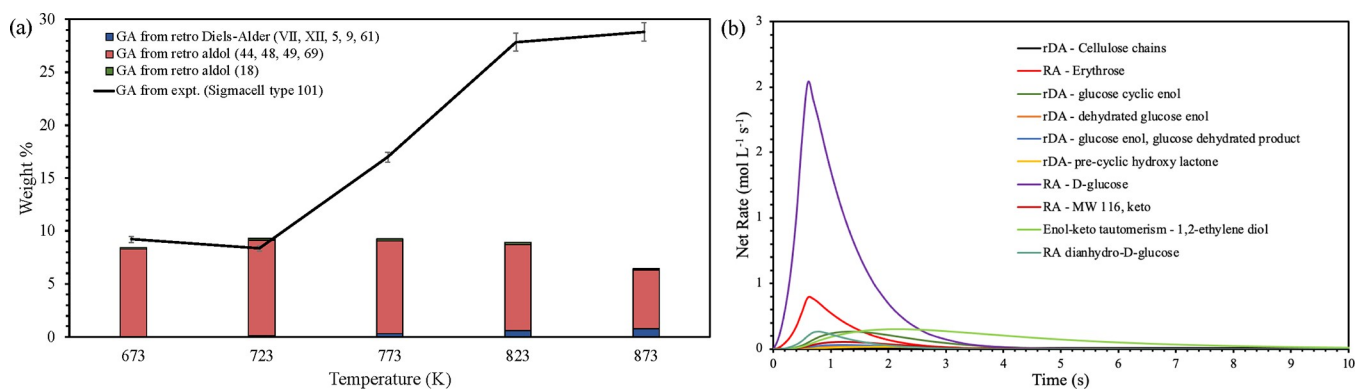 (a)
30
25
20
15
10
5
0
Weight %
GA from retro Diels-Alder (VII, XII, 5, 9, 61)
GA from retro aldol (44, 48, 49, 69)
GA from retro aldol (18)
GA from expt. (Sigmacell type 101)
673 723 773 823 873
Temperature (K)
(b)
3
2
2
1
1
0
Net Rate (mol L⁻¹ s⁻¹)
rDA - Cellulose chains
RA - Erythrose
rDA - glucose cyclic enol
rDA - dehydrated glucose enol
rDA - glucose enol, glucose dehydrated product
rDA- pre-cyclic hydroxy lactone
RA - D-glucose
RA - MW 116, keto
Enol-keto tautomerism - 1,2-ethylene diol
RA dianhydro-D-glucose
0 1 2 3 4 5 6 7 8 9 10
Time (s)